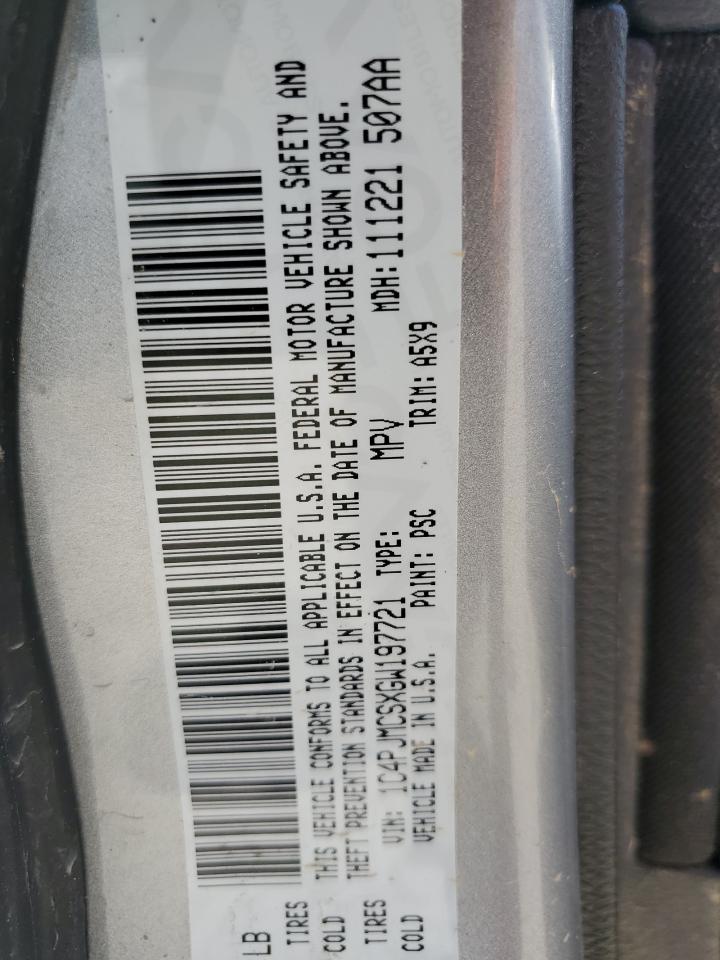 LB
TIRES
COLD
TIRES
COLD
THIS VEHICLE CONFORMS TO ALL APPLICABLE U.S.A. FEDERAL MOTOR VEHICLE SAFETY AND
THEFT PREVENTION STANDARDS IN EFFECT ON THE DATE OF MANUFACTURE SHOWN ABOVE.
VIN: 1C4PJMCSXGW197721 TYPE: MPV MDH:111221 507AA
VEHICLE MADE IN U.S.A. PAINT: PSC TRIM: A5X9